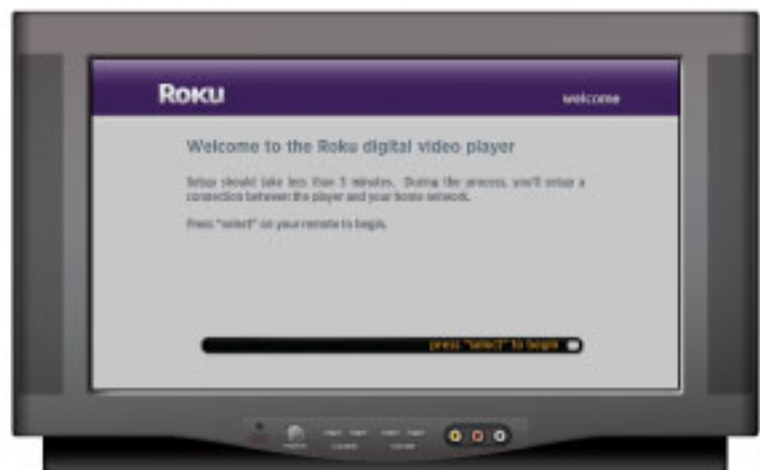 Roku
welcome
Welcome to the Roku digital video player
Setup should take less than 5 minutes. During the process, you'll setup a
connection between the player and your home network.
Press "select" on your remote to begin.
press "select" to begin